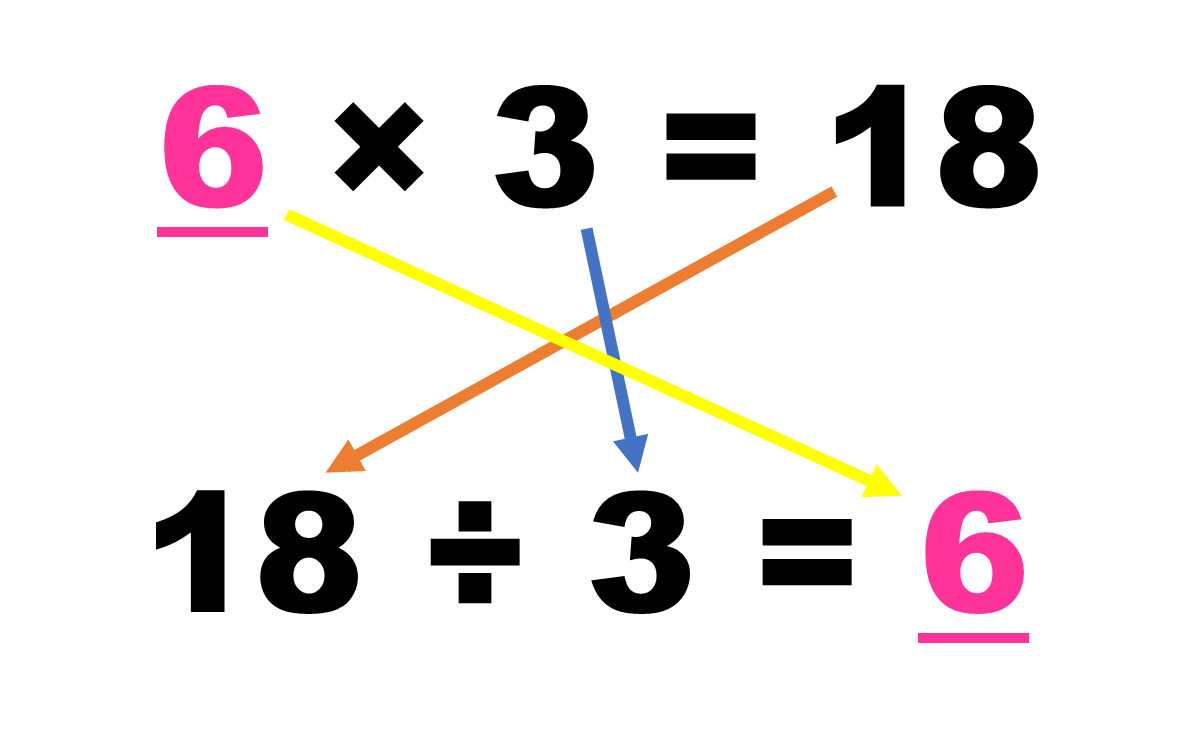 6 × 3 = 18
18 ÷ 3 = 6